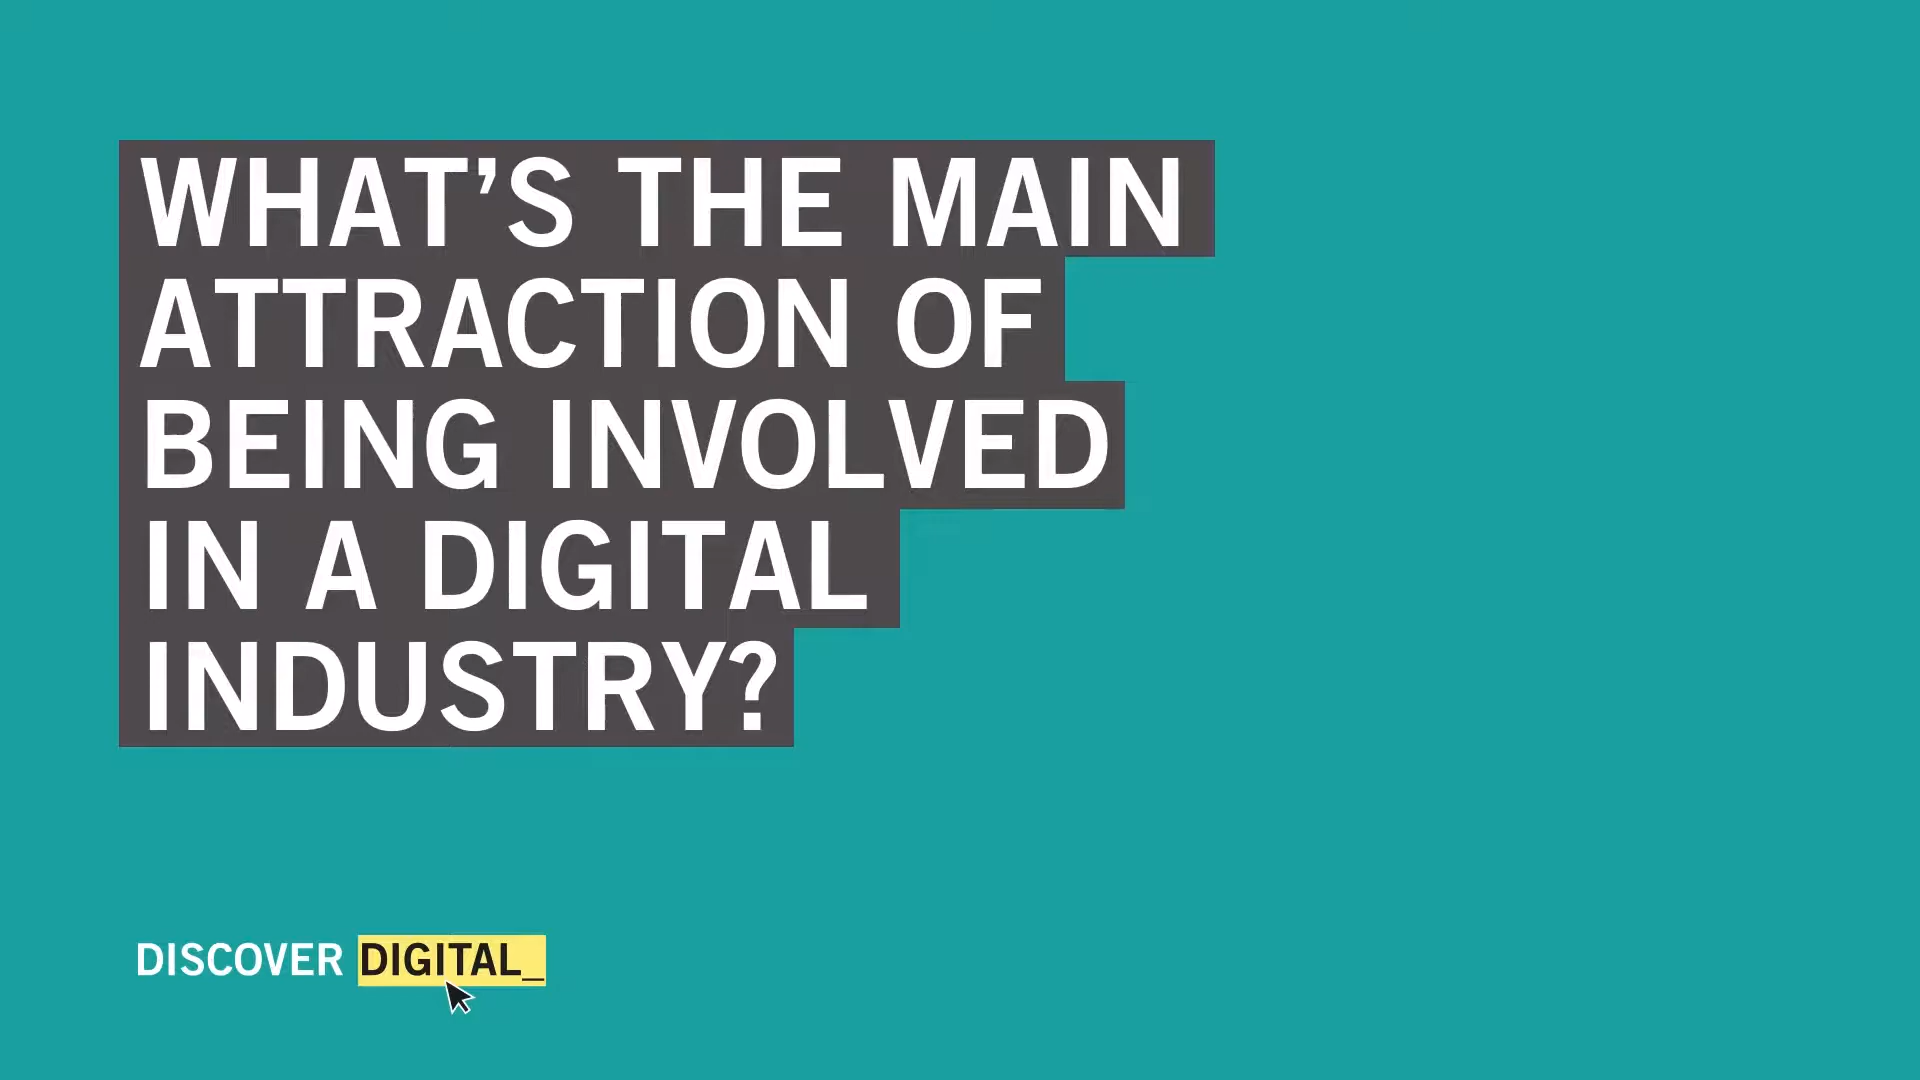 WHAT’S THE MAIN
ATTRACTION OF
BEING INVOLVED
IN A DIGITAL
INDUSTRY?
DISCOVER DIGITAL_